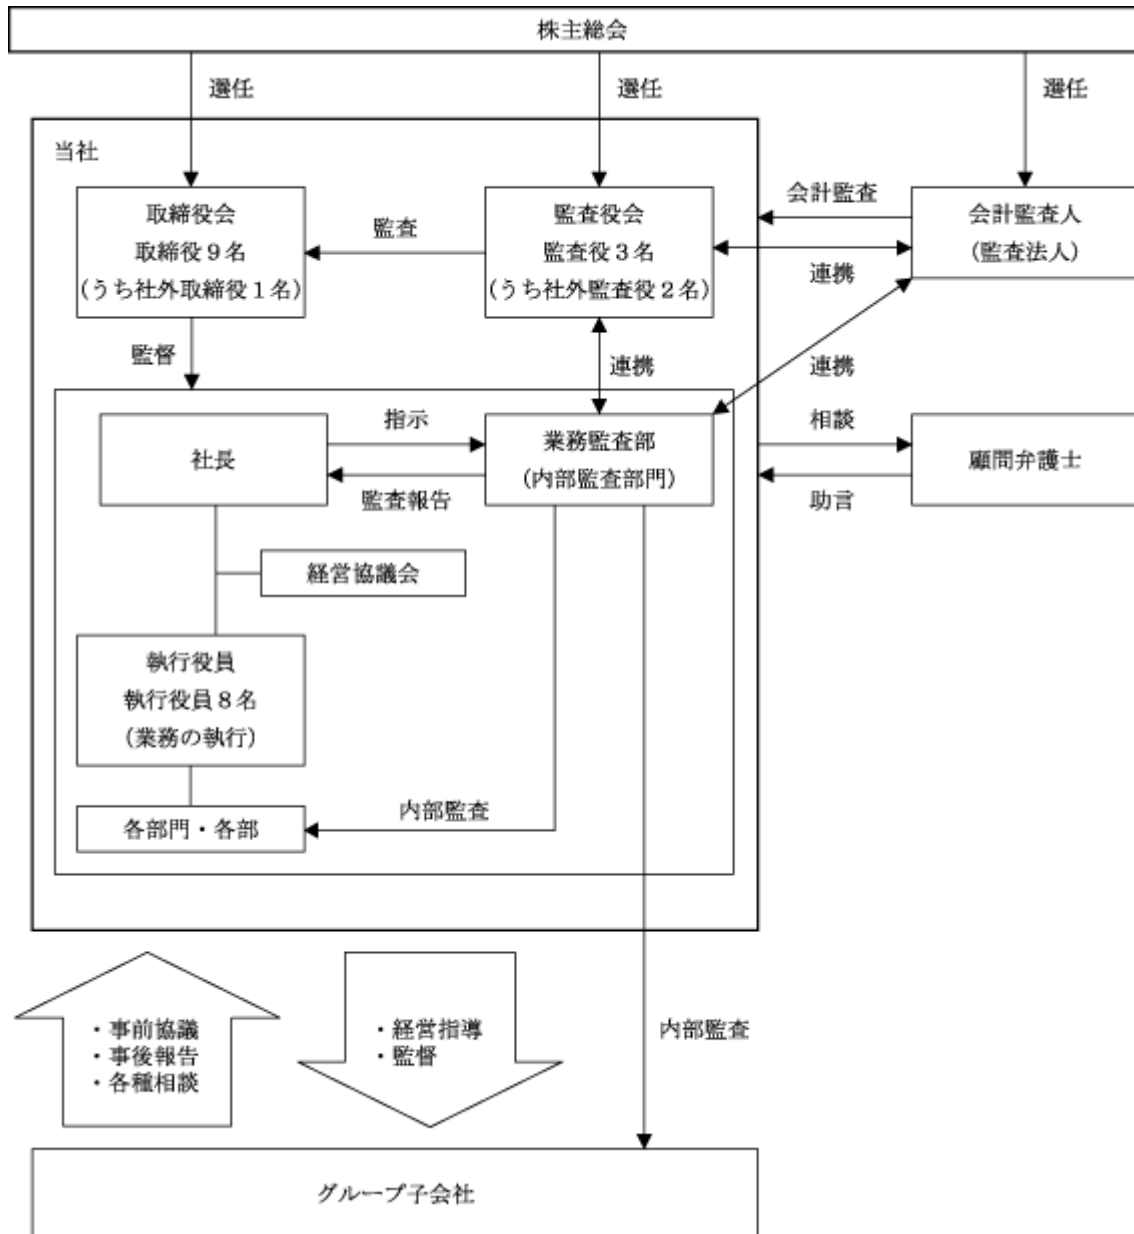 株主総会
選任
選任
選任
当社
取締役会
取締役9名
(うち社外取締役1名)
監査
監査役会
監査役3名
(うち社外監査役2名)
会計監査
連携
会計監査人
(監査法人)
監督
連携
連携
社長
指示
監査報告
業務監査部
(内部監査部門)
相談
助言
顧問弁護士
経営協議会
執行役員
執行役員8名
(業務の執行)
各部門・各部
内部監査
・事前協議
・事後報告
・各種相談
・経営指導
・監督
内部監査
グループ子会社